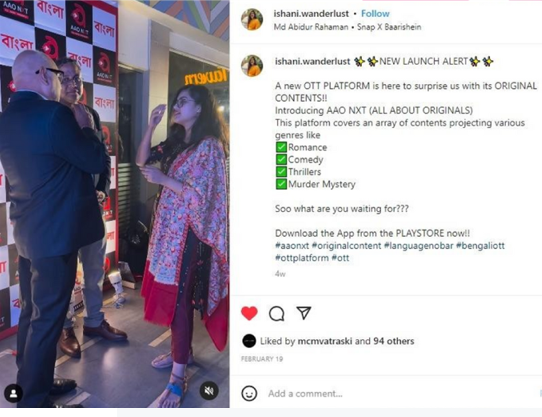 AAO NXT
বাংলা
বাংলা
বাংলা
ishani.wanderlust • Follow
Md Abidur Rahaman • Snap X Baarishein
ishani.wanderlust ✨✨NEW LAUNCH ALERT✨✨
A new OTT PLATFORM is here to surprise us with its ORIGINAL
CONTENTS!!
Introducing AAO NXT (ALL ABOUT ORIGINALS)
This platform covers an array of contents projecting various
genres like
✅Romance
✅Comedy
✅Thrillers
✅Murder Mystery
Soo what are you waiting for???
Download the App from the PLAYSTORE now!!
#aaonxt #originalcontent #languagenobar #bengaliott
#ottplatform #ott
4w
Liked by mcmvatraski and 94 others
FEBRUARY 19
Add a comment...